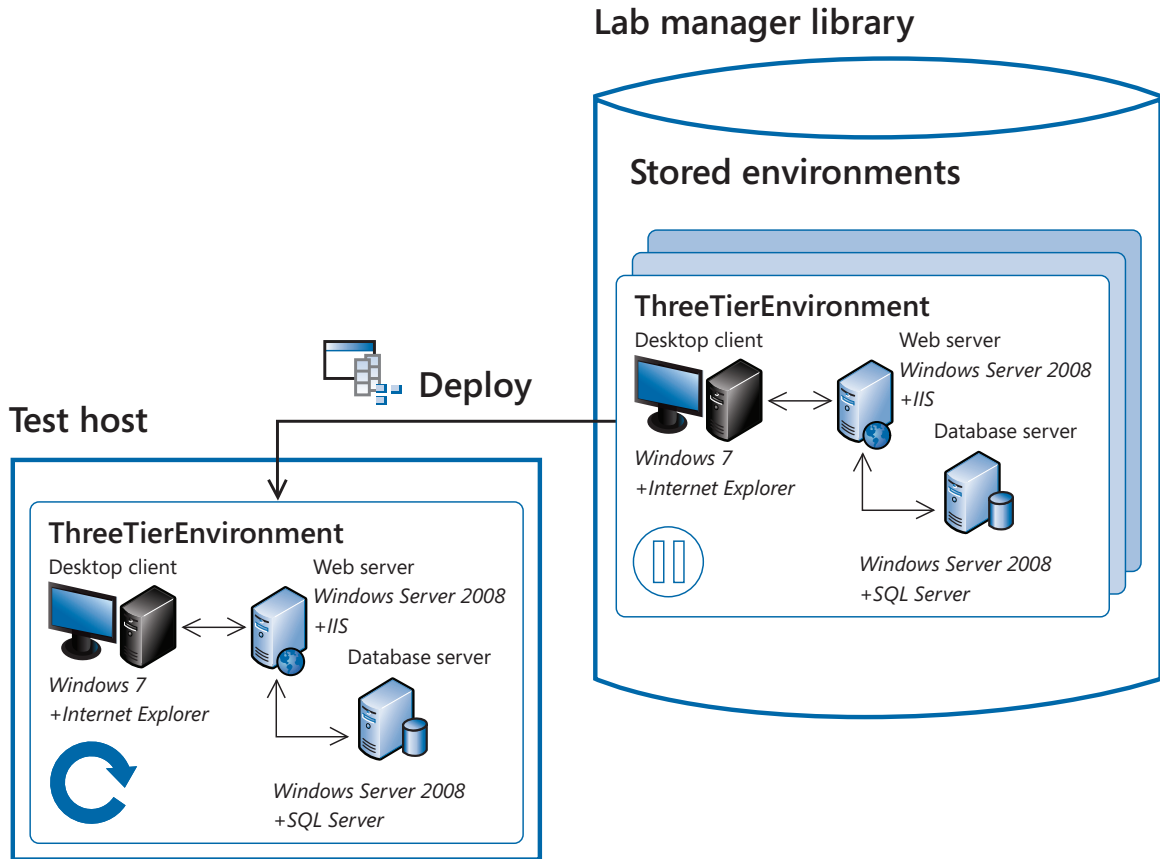 Lab manager library
Stored environments
ThreeTierEnvironment
Desktop client
Web server
Windows Server 2008
+IIS
Database server
Windows 7
+Internet Explorer
Windows Server 2008
+SQL Server
Deploy
Test host
ThreeTierEnvironment
Desktop client
Web server
Windows Server 2008
+IIS
Database server
Windows 7
+Internet Explorer
Windows Server 2008
+SQL Server